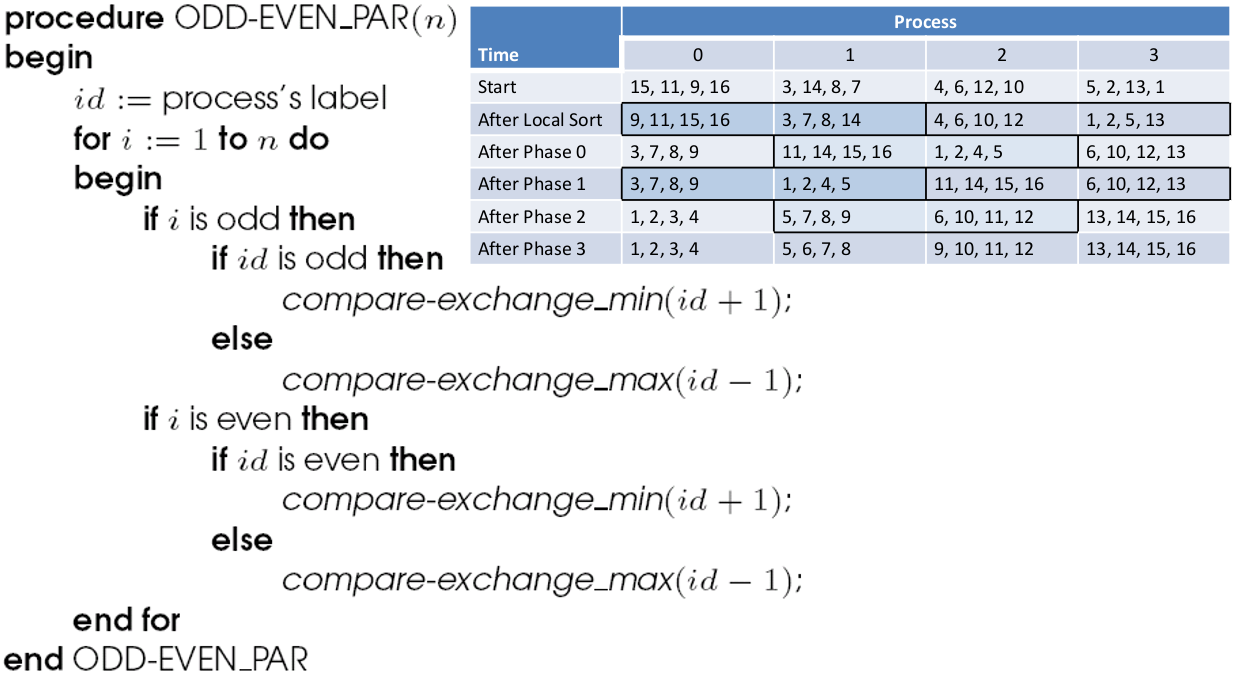 procedure ODD-EVEN_PAR(n)
begin
id := process's label
for i := 1 to n do
begin
if i is odd then
if id is odd then
compare-exchange_min(id + 1);
else
compare-exchange_max(id − 1);
if i is even then
if id is even then
compare-exchange_min(id + 1);
else
compare-exchange_max(id − 1);
end for
end ODD-EVEN_PAR
Process
Time 0 1 2 3
Start 15, 11, 9, 16 3, 14, 8, 7 4, 6, 12, 10 5, 2, 13, 1
After Local Sort 9, 11, 15, 16 3, 7, 8, 14 4, 6, 10, 12 1, 2, 5, 13
After Phase 0 3, 7, 8, 9 11, 14, 15, 16 1, 2, 4, 5 6, 10, 12, 13
After Phase 1 3, 7, 8, 9 1, 2, 4, 5 11, 14, 15, 16 6, 10, 12, 13
After Phase 2 1, 2, 3, 4 5, 7, 8, 9 6, 10, 11, 12 13, 14, 15, 16
After Phase 3 1, 2, 3, 4 5, 6, 7, 8 9, 10, 11, 12 13, 14, 15, 16